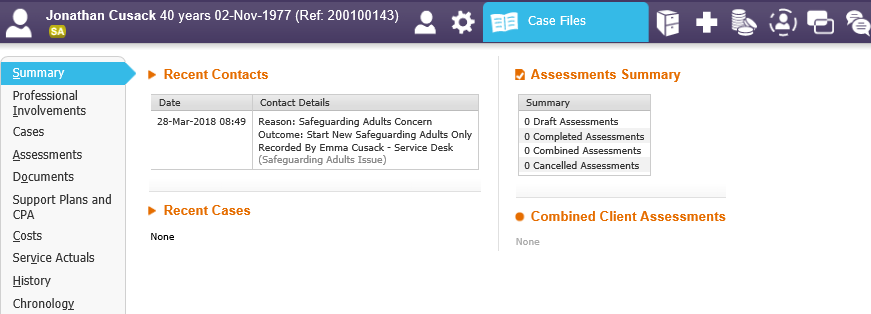 Jonathan Cusack 40 years 02-Nov-1977 (Ref: 200100143)
SA
Case Files
Summary
Professional
Involvements
Cases
Assessments
Documents
Support Plans and
CPA
Costs
Service Actuals
History
Chronology
Recent Contacts
Date Contact Details
28-Mar-2018 08:49 Reason: Safeguarding Adults Concern
Outcome: Start New Safeguarding Adults Only
Recorded By Emma Cusack - Service Desk
(Safeguarding Adults Issue)
Recent Cases
None
Assessments Summary
Summary
0 Draft Assessments
0 Completed Assessments
0 Combined Assessments
0 Cancelled Assessments
Combined Client Assessments
None